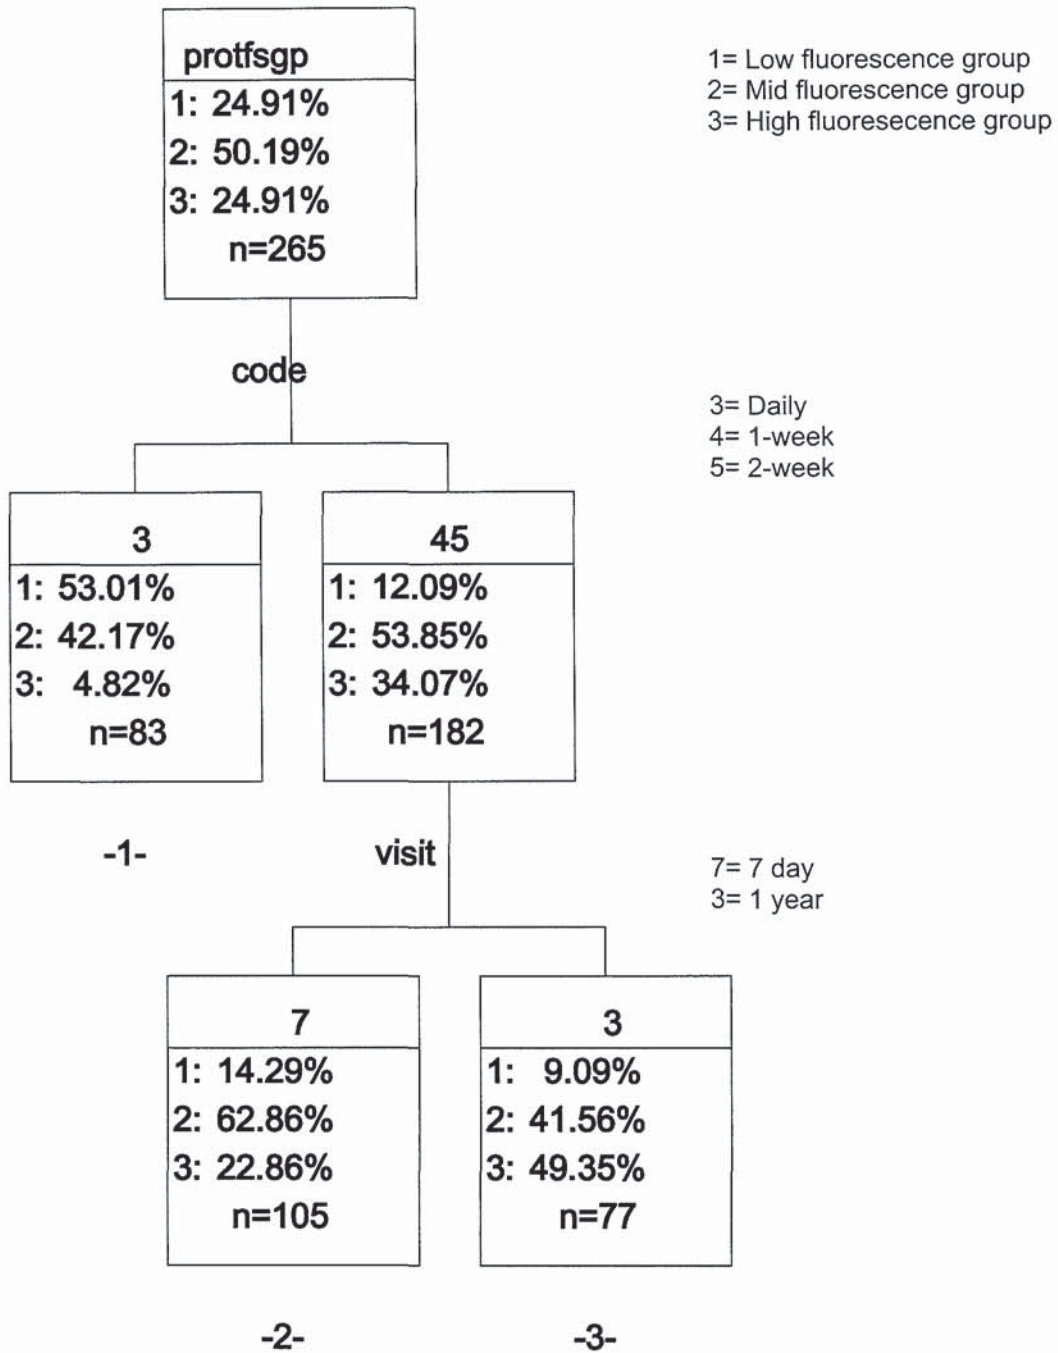 protfsgp
1: 24.91%
2: 50.19%
3: 24.91%
n=265
1= Low fluorescence group
2= Mid fluorescence group
3= High fluoresecence group
code
3= Daily
4= 1-week
5= 2-week
3
1: 53.01%
2: 42.17%
3: 4.82%
n=83
45
1: 12.09%
2: 53.85%
3: 34.07%
n=182
-1-
visit
7= 7 day
3= 1 year
7
1: 14.29%
2: 62.86%
3: 22.86%
n=105
3
1: 9.09%
2: 41.56%
3: 49.35%
n=77
-2-
-3-